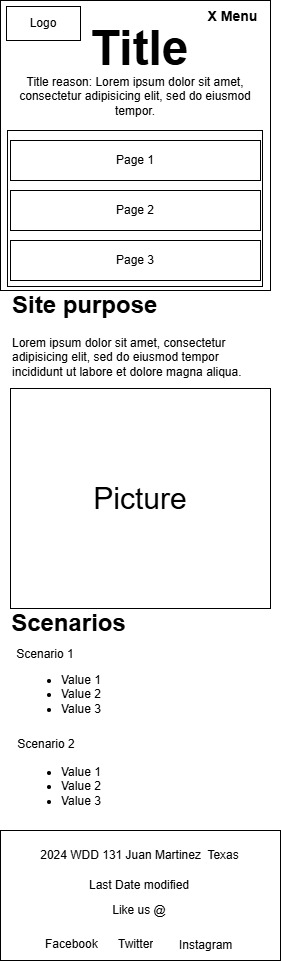 Logo
X Menu
Title
Title reason: Lorem ipsum dolor sit amet,
consectetur adipisicing elit, sed do eiusmod
tempor.
Page 1
Page 2
Page 3
Site purpose
Lorem ipsum dolor sit amet, consectetur
adipisicing elit, sed do eiusmod tempor
incididunt ut labore et dolore magna aliqua.
Picture
Scenarios
Scenario 1
• Value 1
• Value 2
• Value 3
Scenario 2
• Value 1
• Value 2
• Value 3
2024 WDD 131 Juan Martinez  Texas
Last Date modified
Like us @
Facebook Twitter Instagram